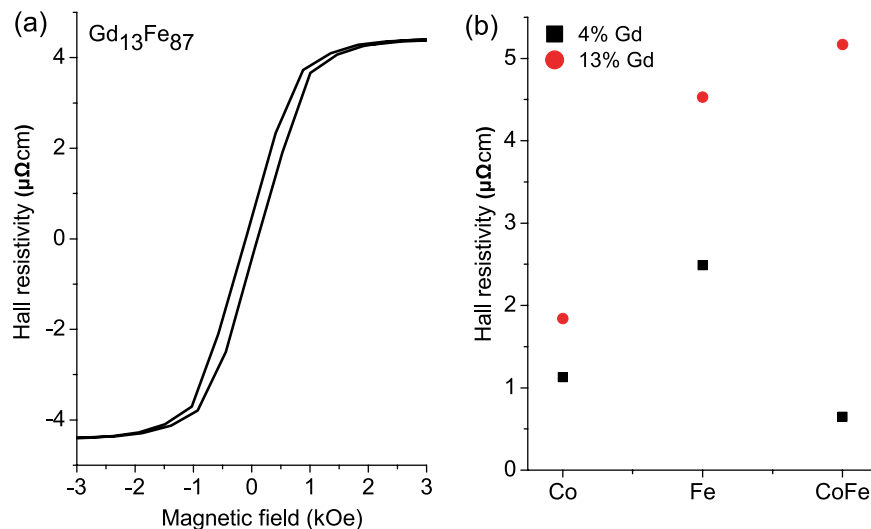 (a)
Gd13Fe87
Hall resistivity (μΩcm)
4
2
0
-2
-4
-3
-2
-1
0
1
2
3
Magnetic field (kOe)
(b)
4% Gd
13% Gd
Hall resistivity (μΩcm)
5
4
3
2
1
0
Co
Fe
CoFe